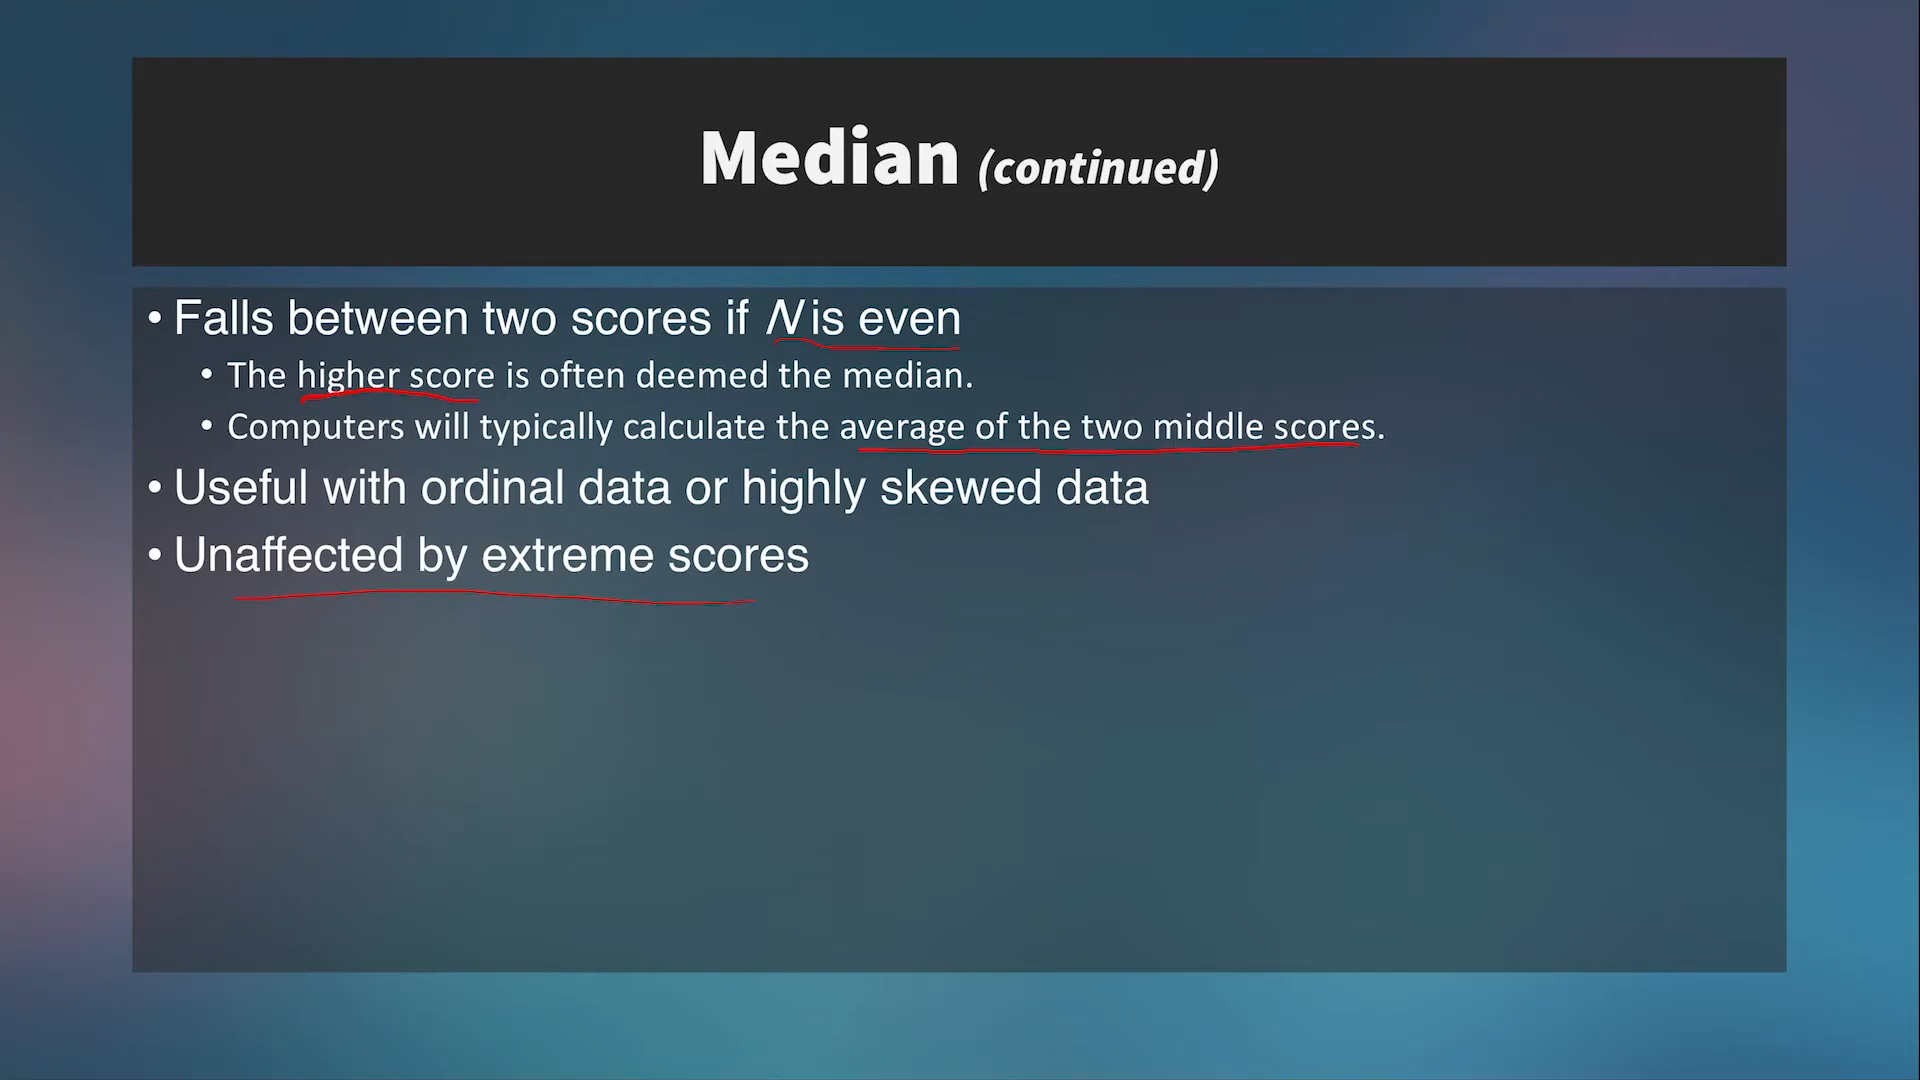 Median (continued)
• Falls between two scores if N is even
• The higher score is often deemed the median.
• Computers will typically calculate the average of the two middle scores.
• Useful with ordinal data or highly skewed data
• Unaffected by extreme scores